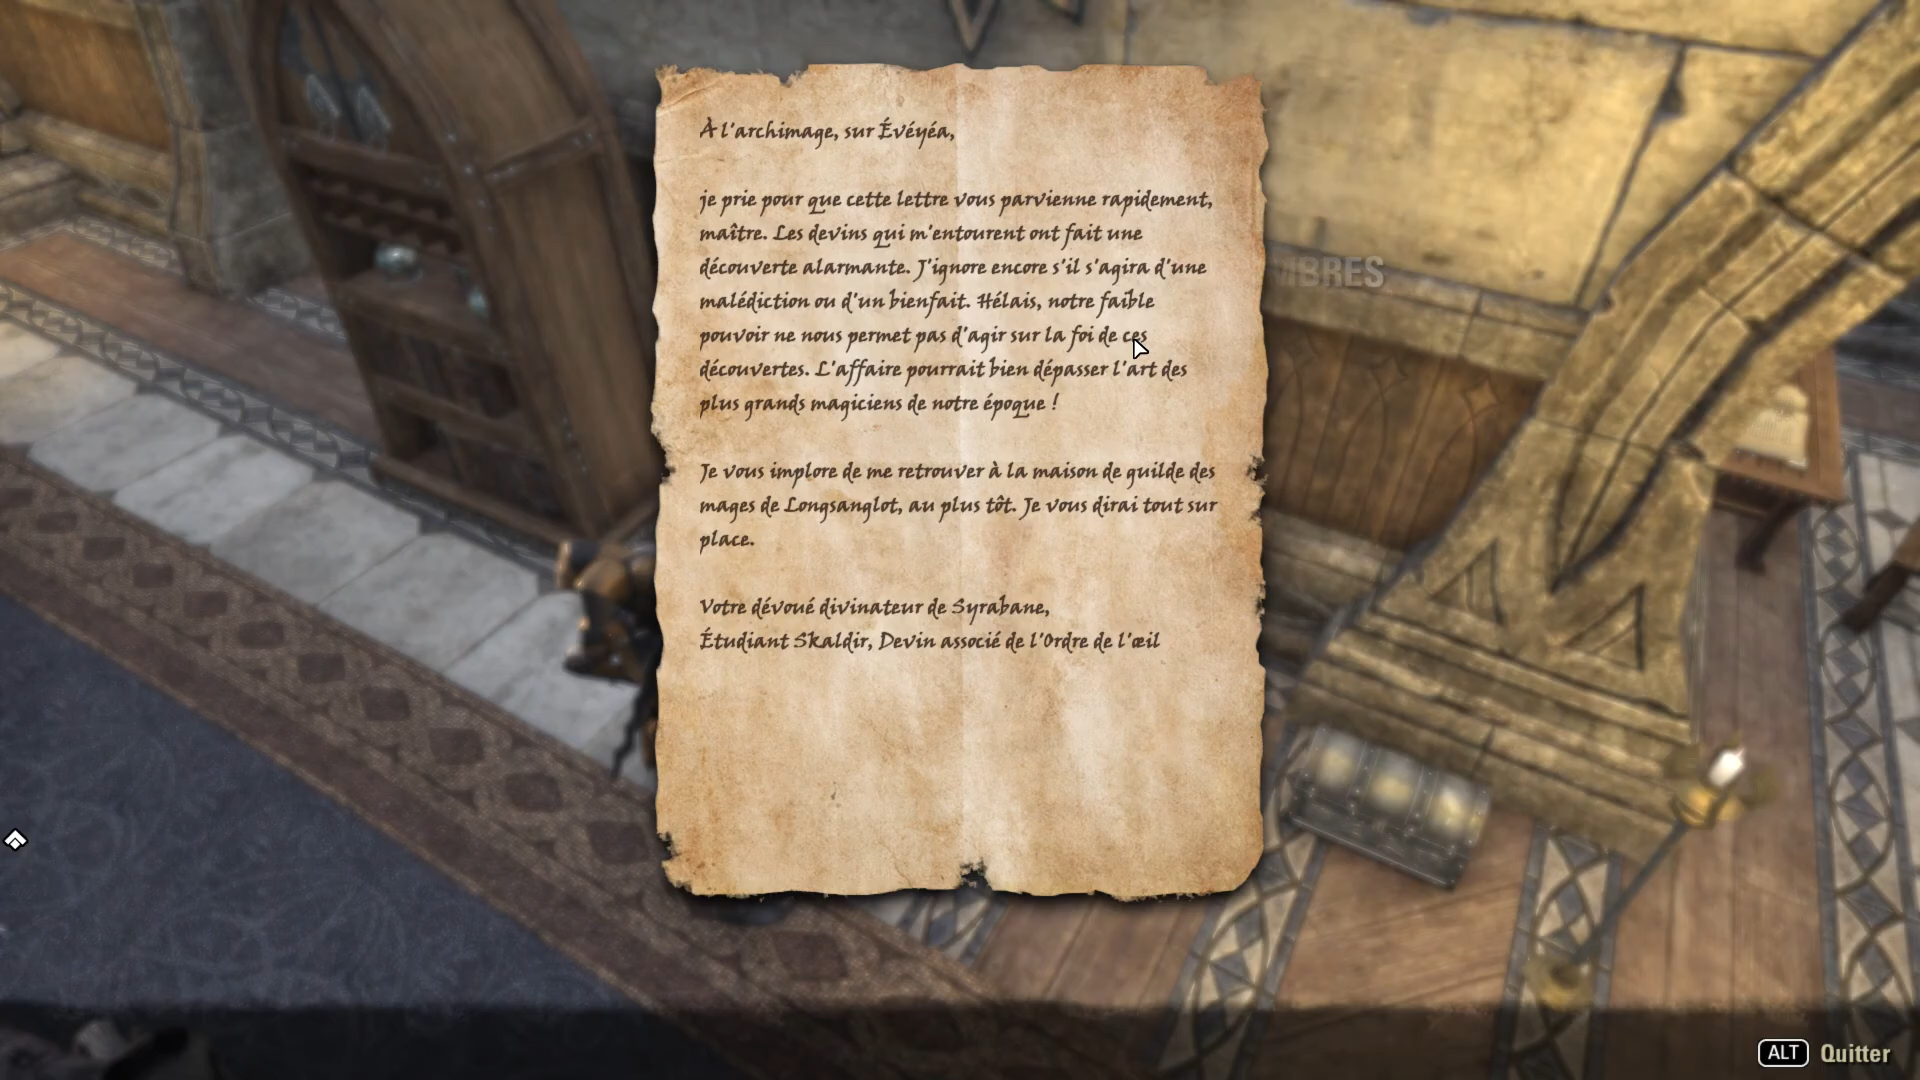 À l'archimage, sur Évéyéa,
je prie pour que cette lettre vous parvienne rapidement,
maître. Les devins qui m'entourent ont fait une
découverte alarmante. J'ignore encore s'il s'agira d'une
malédiction ou d'un bienfait. Hélais, notre faible
pouvoir ne nous permet pas d'agir sur la foi de ces
découvertes. L'affaire pourrait bien dépasser l'art des
plus grands magiciens de notre époque !
Je vous implore de me retrouver à la maison de guilde des
mages de Longsanglot, au plus tôt. Je vous dirai tout sur
place.
Votre dévoué divinateur de Syrabane,
Étudiant Skaldir, Devin associé de l'Ordre de l'œil
ALT Quitter